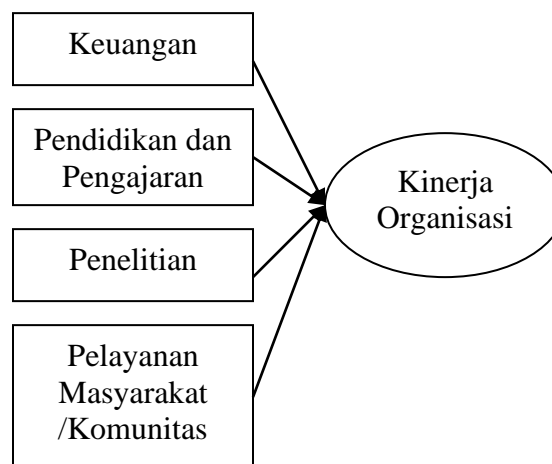 Keuangan
Pendidikan dan
Pengajaran
Penelitian
Pelayanan
Masyarakat
/Komunitas
Kinerja
Organisasi